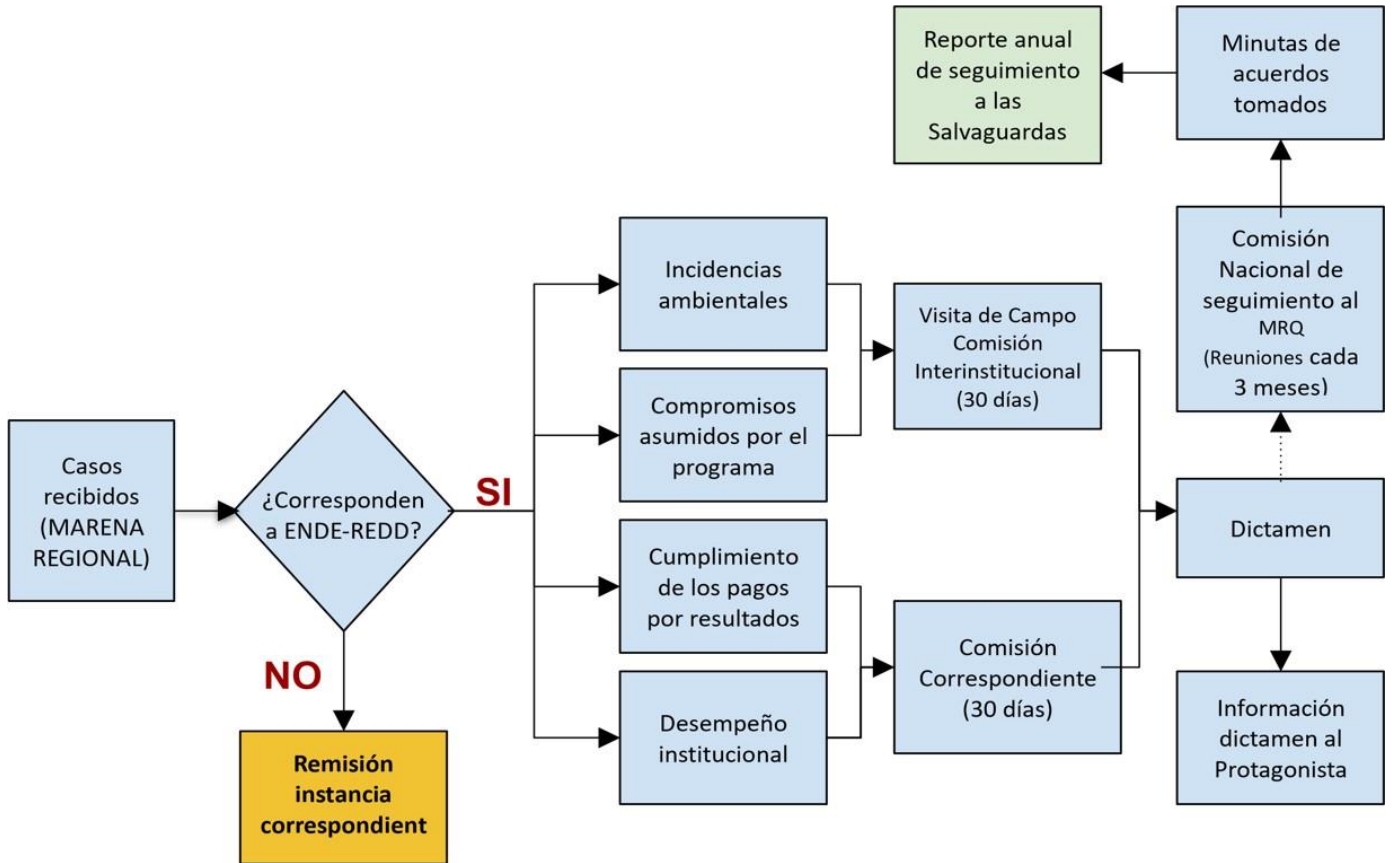 Casos
recibidos
(MARENA
REGIONAL)
¿Corresponden
a ENDE-REDD?
SI
NO
Remisión
instancia
correspondient
Incidencias
ambientales
Compromisos
asumidos por el
programa
Cumplimiento
de los pagos
por resultados
Desempeño
institucional
Visita de Campo
Comisión
Interinstitucional
(30 días)
Comisión
Correspondiente
(30 días)
Dictamen
Información
dictamen al
Protagonista
Comisión
Nacional de
seguimiento al
MRQ
(Reuniones cada
3 meses)
Minutas de
acuerdos
tomados
Reporte anual
de seguimiento
a las
Salvaguardas